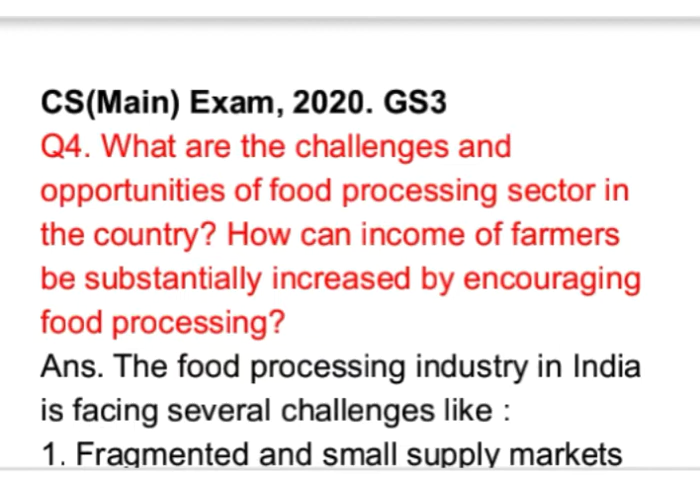 CS(Main) Exam, 2020. GS3
Q4. What are the challenges and
opportunities of food processing sector in
the country? How can income of farmers
be substantially increased by encouraging
food processing?
Ans. The food processing industry in India
is facing several challenges like :
1. Fragmented and small supply markets